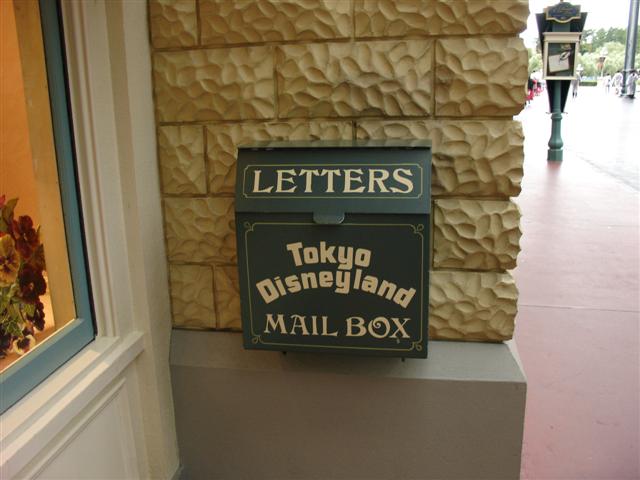 LETTERS
Tokyo
Disneyland
MAIL BOX